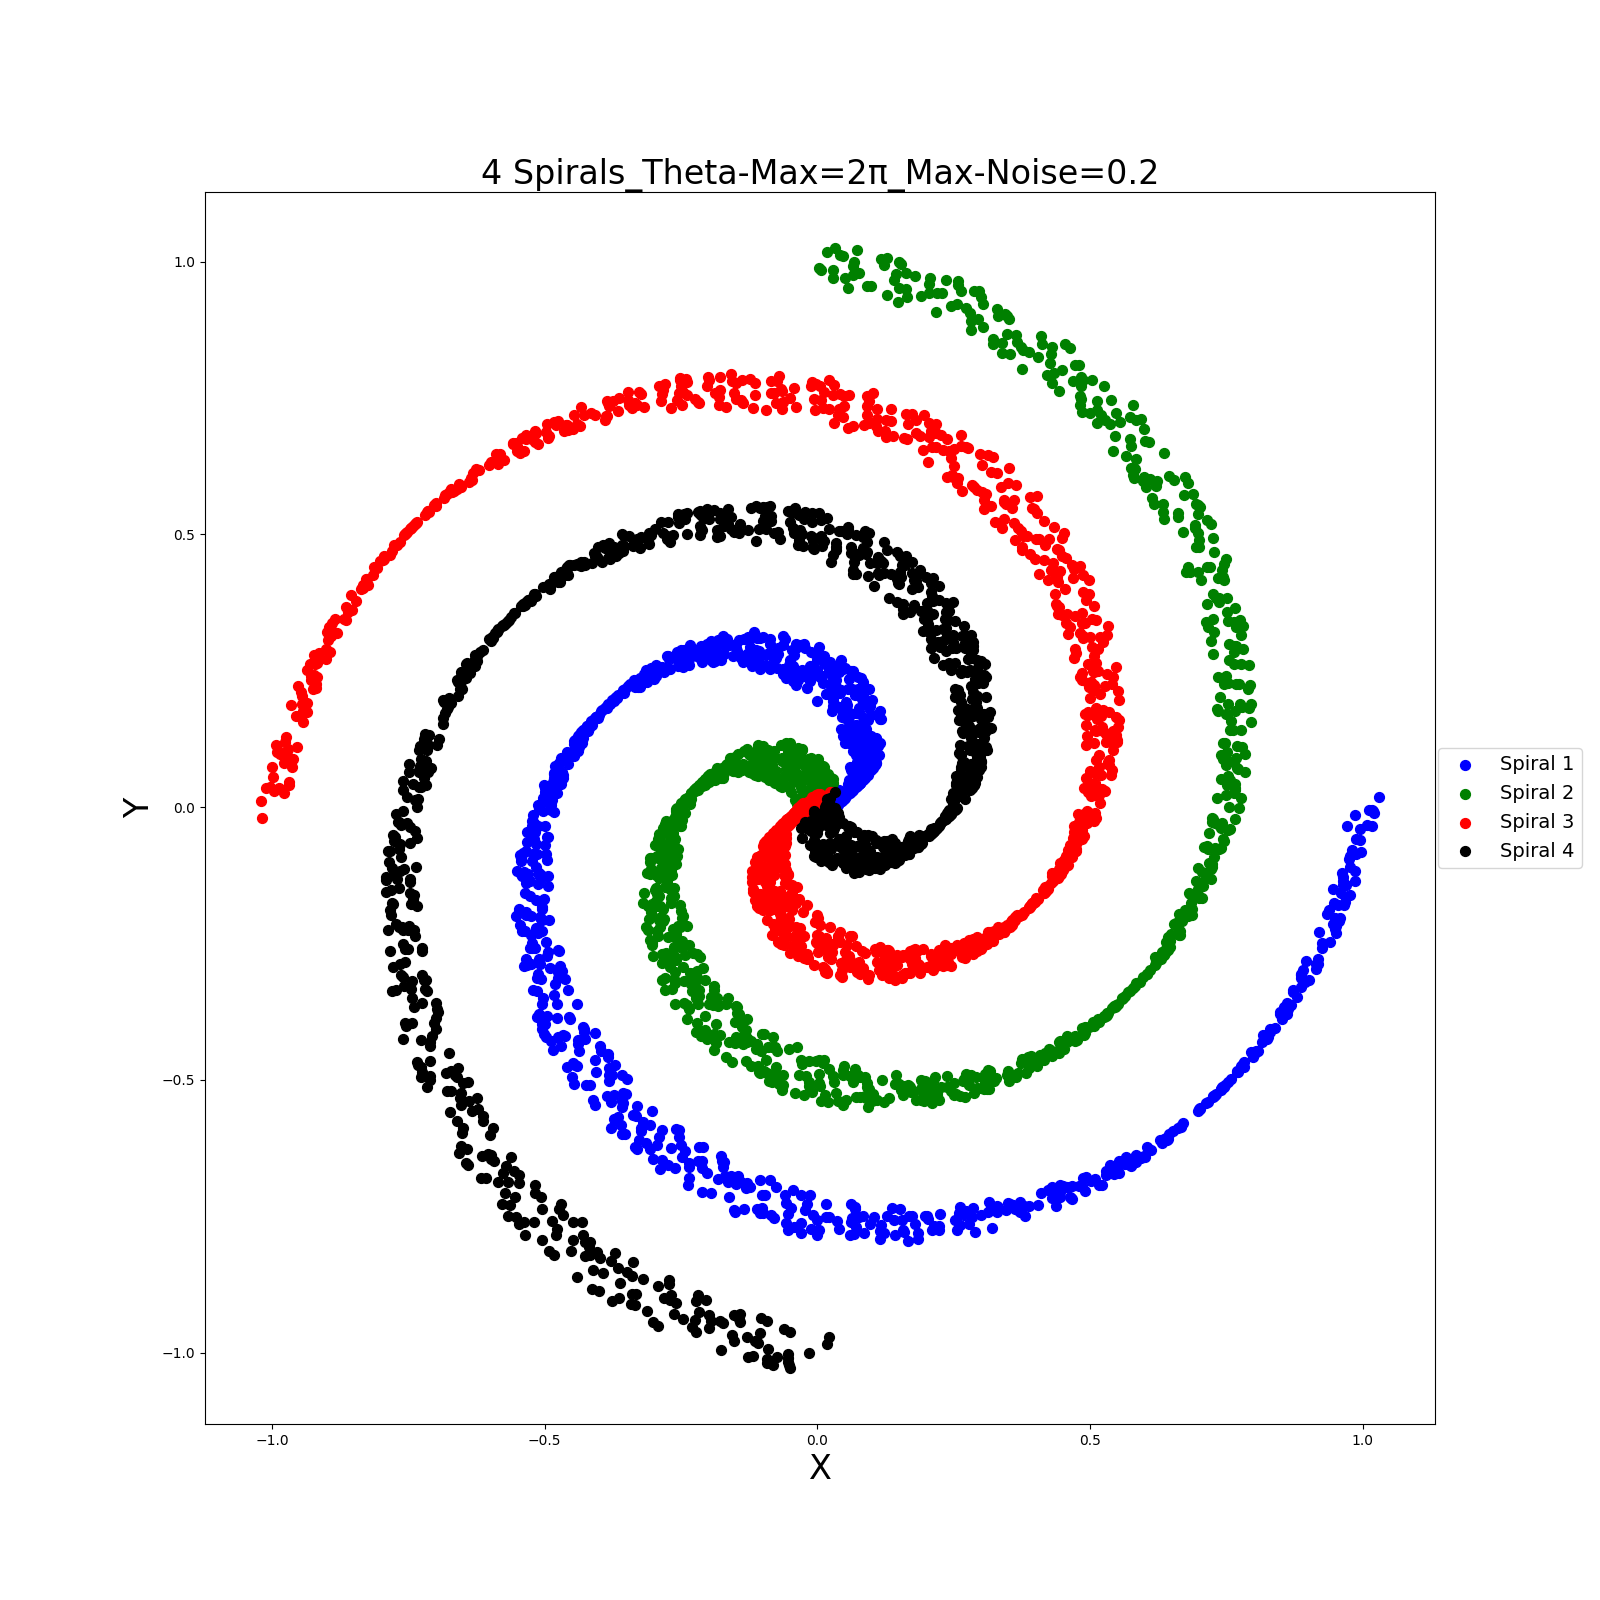 4 Spirals_Theta-Max=2π_Max-Noise=0.2
1.0
0.5
0.0
−0.5
−1.0
Y
−1.0
−0.5
0.0
0.5
1.0
X
Spiral 1
Spiral 2
Spiral 3
Spiral 4